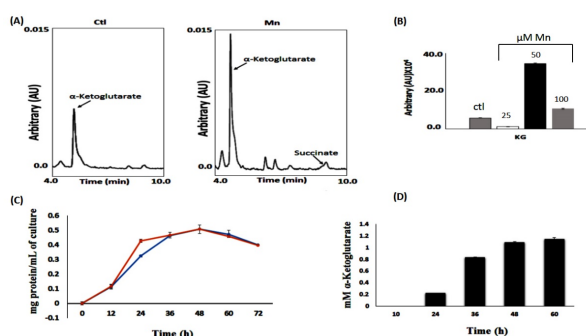 (A)
Ctl
Mn
0.015
0.015
α-Ketoglutarate
α-Ketoglutarate
Succinate
Arbitrary (AU)
Arbitrary (AU)
0.0
0.0
4.0
Time (min)
10.0
4.0
Time (min)
10.0
(B)
µM Mn
40.0
20.0
0.0
ctl
25
50
100
KG
(C)
mg protein/mL of culture
0.6
0.5
0.4
0.3
0.2
0.1
0
-0.1
0
12
24
36
48
60
72
Time (h)
(D)
mM α-Ketoglutarate
1.4
1.2
1
0.8
0.6
0.4
0.2
0
10
24
36
48
60
Time (h)